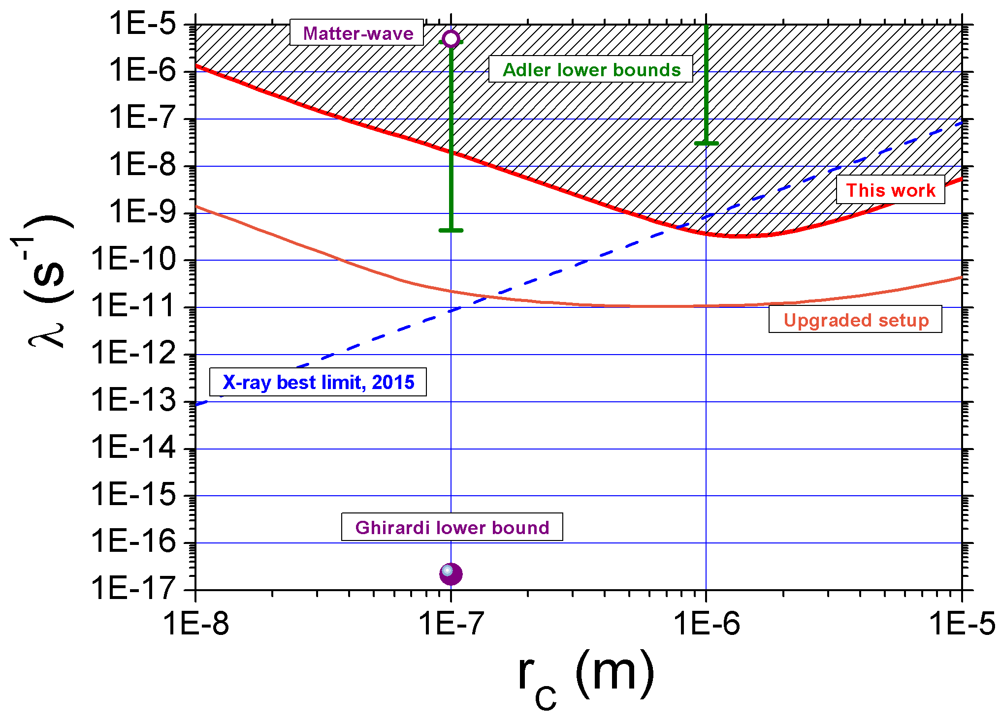 1E-5
1E-6
1E-7
1E-8
1E-9
1E-10
1E-11
1E-12
1E-13
1E-14
1E-15
1E-16
1E-17
λ (s⁻¹)
Matter-wave
Adler lower bounds
This work
Upgraded setup
X-ray best limit, 2015
Ghirardi lower bound
1E-8 1E-7 1E-6 1E-5
r_C (m)